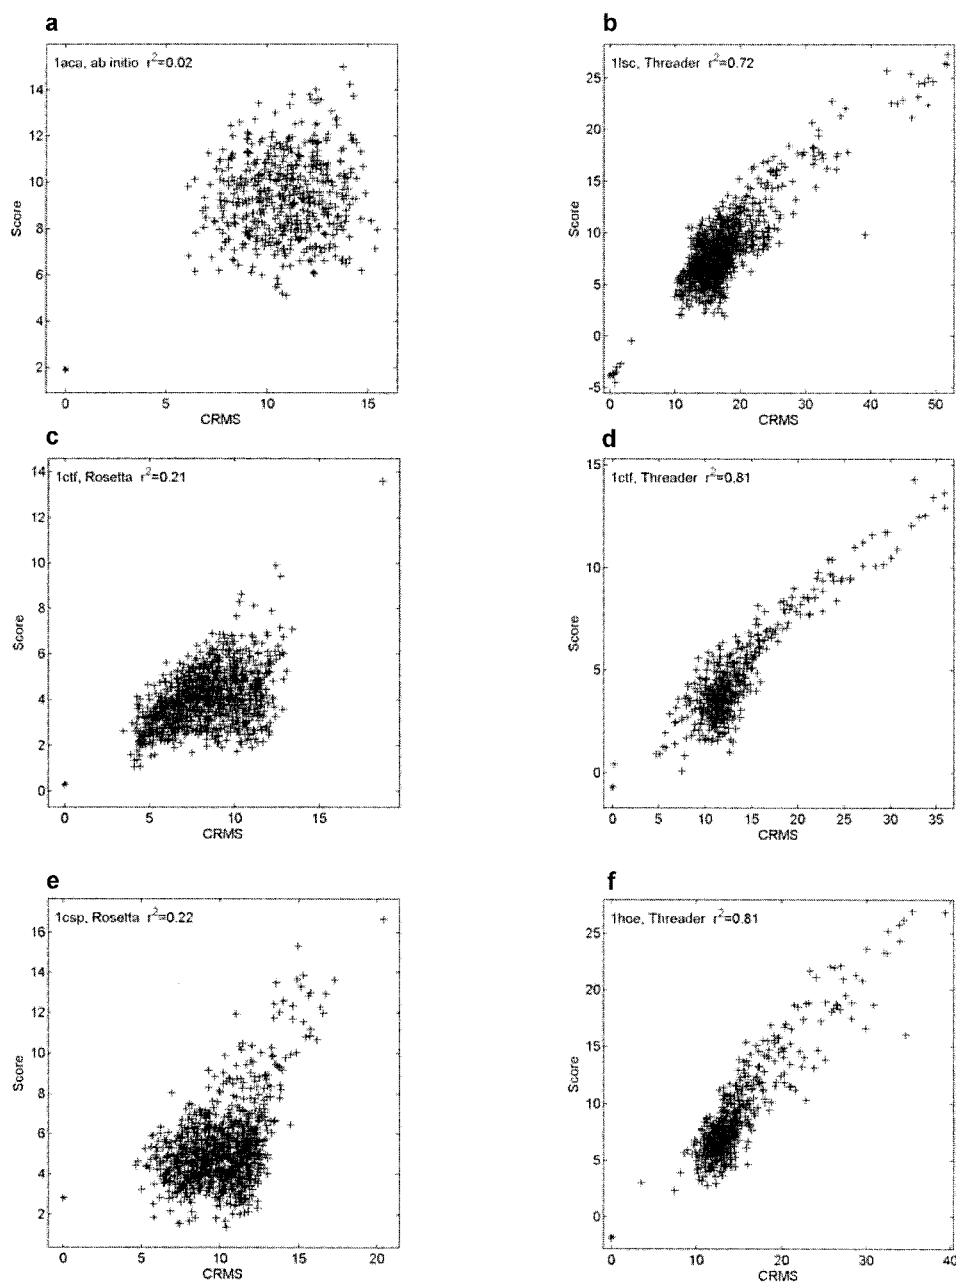 a
1aca, ab initio r²=0.02
14
12
10
8
6
4
2
0 5 10 15
Score
CRMS
b
1lsc, Threader r²=0.72
25
20
15
10
5
0
-5
0 10 20 30 40 50
Score
CRMS
c
1ctf, Rosetta r²=0.21
14
12
10
8
6
4
2
0
0 5 10 15
Score
CRMS
d
1ctf, Threader r²=0.81
15
10
5
0
0 5 10 15 20 25 30 35
Score
CRMS
e
1csp, Rosetta r²=0.22
16
14
12
10
8
6
4
2
0 5 10 15 20
Score
CRMS
f
1hoe, Threader r²=0.81
25
20
15
10
5
0
0 5 10 15 20 25 30 35 40
Score
CRMS